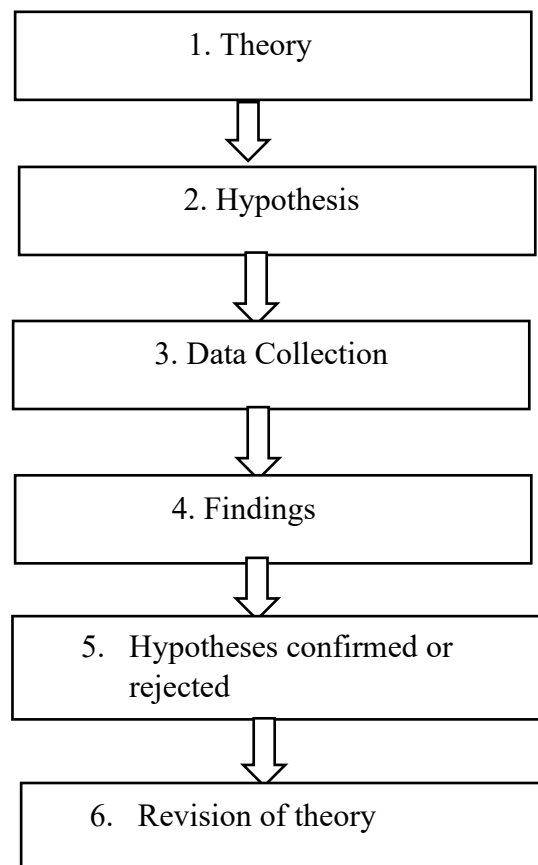 1. Theory
2. Hypothesis
3. Data Collection
4. Findings
5. Hypotheses confirmed or
rejected
6. Revision of theory